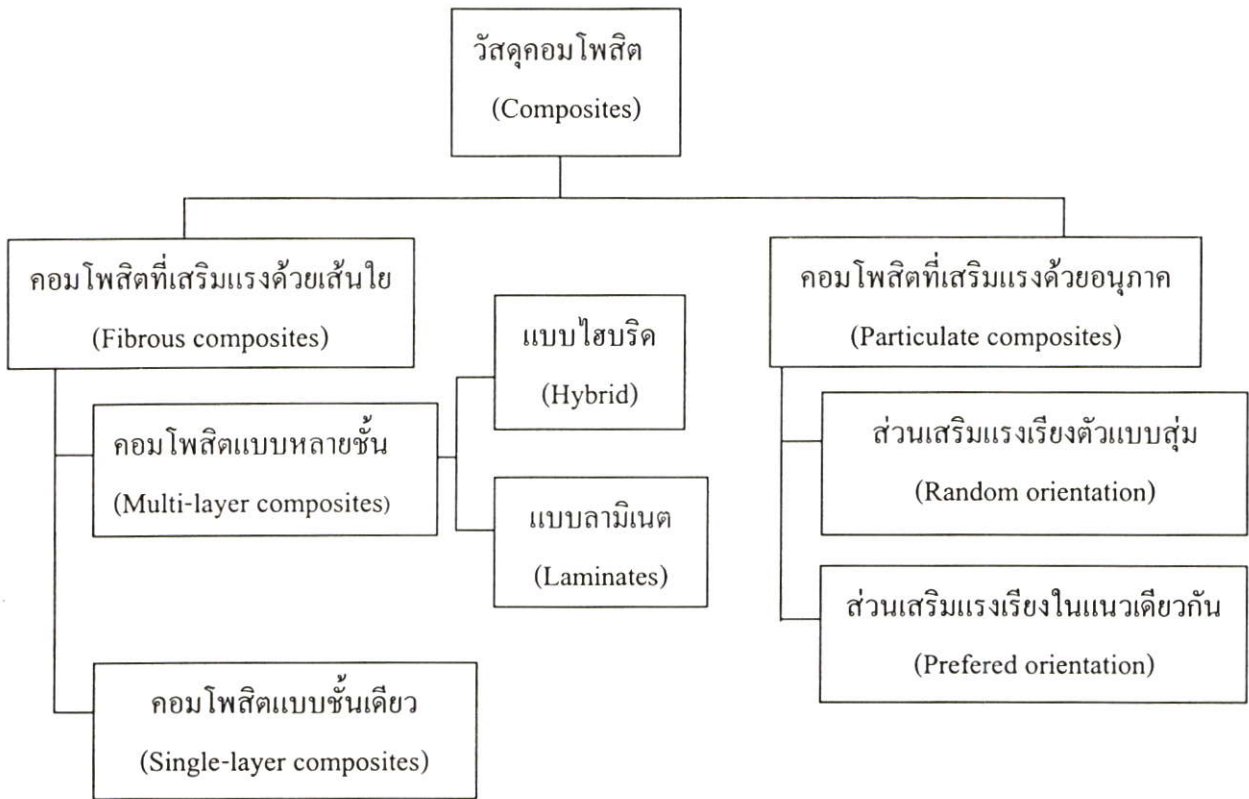 วัสดุคอมโพสิต
(Composites)
คอมโพสิตที่เสริมแรงด้วยเส้นใย
(Fibrous composites)
คอมโพสิตแบบหลายชั้น
(Multi-layer composites)
แบบไฮบริด
(Hybrid)
แบบลามิเนต
(Laminates)
คอมโพสิตแบบชั้นเดียว
(Single-layer composites)
คอมโพสิตที่เสริมแรงด้วยอนุภาค
(Particulate composites)
ส่วนเสริมแรงเรียงตัวแบบสุ่ม
(Random orientation)
ส่วนเสริมแรงเรียงในแนวเดียวกัน
(Prefered orientation)